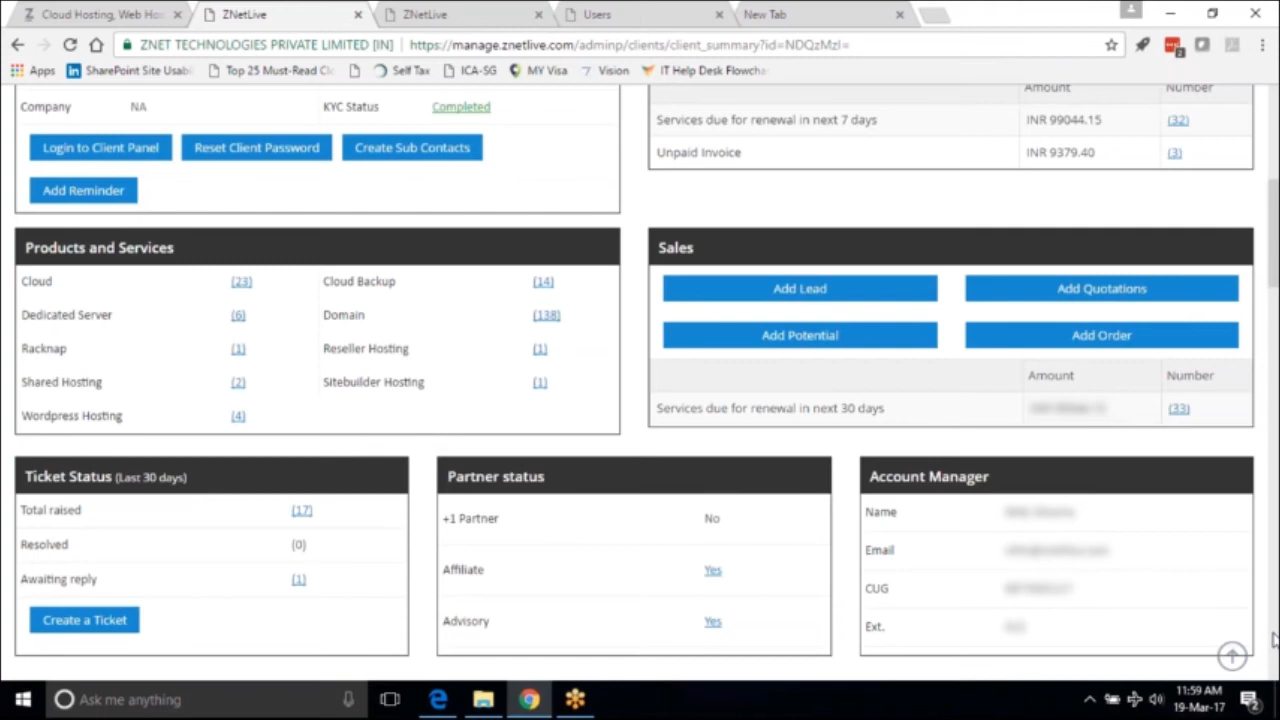 Cloud Hosting, Web Hos
ZNetLive
ZNetLive
Users
New Tab
ZNET TECHNOLOGIES PRIVATE LIMITED [IN] https://manage.znetlive.com/adminp/clients/client_summary?id=NDQzMzI=
Apps SharePoint Site Usabi Top 25 Must-Read Cl Self Tax ICA-SG MY Visa Vision IT Help Desk Flowcha
Company NA KYC Status Completed
Login to Client Panel Reset Client Password Create Sub Contacts
Add Reminder
Amount Number
Services due for renewal in next 7 days INR 99044.15 (32)
Unpaid Invoice INR 9379.40 (3)
Products and Services
Cloud (23) Cloud Backup (14)
Dedicated Server (6) Domain (138)
Racknap (1) Reseller Hosting (1)
Shared Hosting (2) Sitebuilder Hosting (1)
Wordpress Hosting (4)
Sales
Add Lead Add Quotations
Add Potential Add Order
Amount Number
Services due for renewal in next 30 days (33)
Ticket Status (Last 30 days)
Total raised (17)
Resolved (0)
Awaiting reply (1)
Create a Ticket
Partner status
+1 Partner No
Affiliate Yes
Advisory Yes
Account Manager
Name
Email
CUG
Ext.
Ask me anything
11:59 AM
19-Mar-17
2